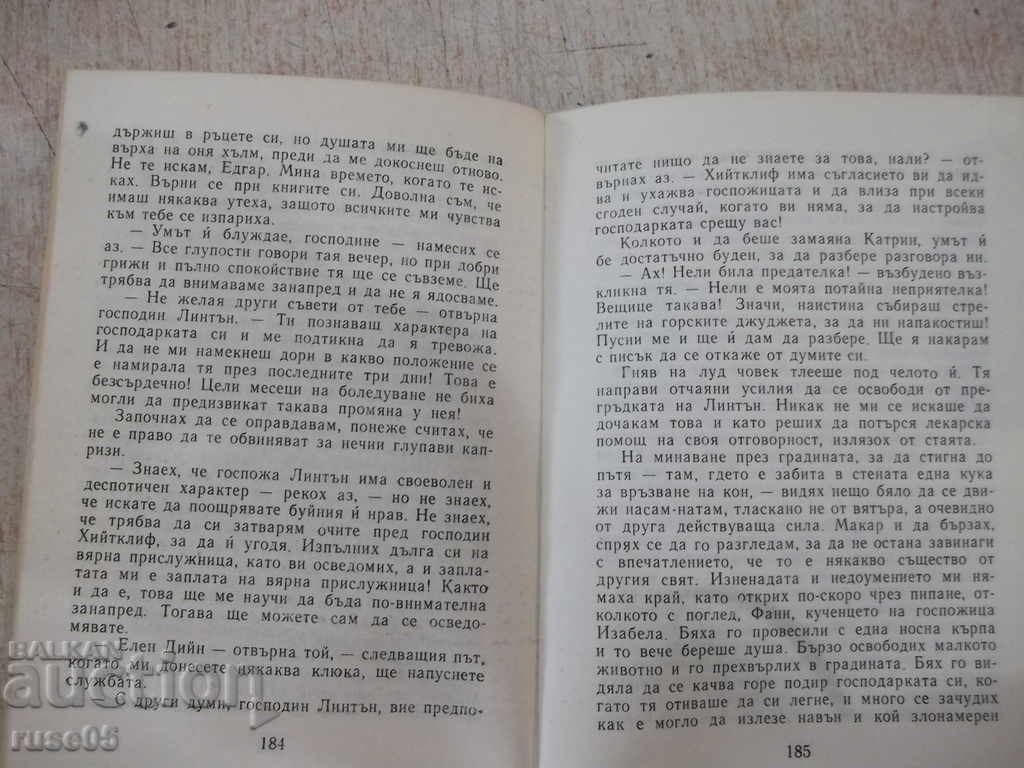 държиш в ръцете си, но душата ми ще бъде на
върха на оня хълм, преди да ме докоснеш отново.
Не те искам, Едгар. Мина времето, когато те ис-
ках. Върни се при книгите си. Доволна съм, че
имаш някаква утеха, защото всичките ми чувства
към тебе се изпариха.
— Умът ѝ блуждае, господине — намесих се
аз. — Все глупости говори тая вечер, но при добри
грижи и пълно спокойствие тя ще се съвземе. Ще
трябва да внимаваме занапред и да не я ядосваме.
— Не желая други съвети от тебе — отвърна
господин Линтън. — Ти познаваш характера на
господарката си и ме подтикна да я тревожа.
И да не ми намекнеш дори в какво положение се
е намирала тя през последните три дни! Това е
безсърдечно! Цели месеци на боледуване не биха
могли да предизвикат такава промяна у нея!
Започнах да се оправдавам, понеже считах, че
не е право да те обвиняват за нечии глупави кап-
ризи.
— Знаех, че госпожа Линтън има своеволен и
деспотичен характер — рекох аз, — но не знаех,
че искате да поощрявате буйния ѝ нрав. Не знаех,
че трябва да си затварям очите пред господин
Хийтклиф, за да ѝ угодя. Изпълних дълга си на
вярна прислужница, като ви осведомих, а и запла-
тата ми е заплата на вярна прислужница! Както
и да е, това ще ме научи да бъда по-внимателна
занапред. Тогава ще можете сам да се осведо-
мявате.
Елен Дийн — отвърна той, — следващия път,
когато ми донесете някаква клюка, ще напуснете
службата.
С други думи, господин Линтън, вие предпо-
184
читате нищо да не знаете за това, нали? — от-
върнах аз. — Хийтклиф има съгласието ви да ид-
ва и ухажва госпожицата и да влиза при всеки
сгоден случай, когато ви няма, за да настройва
господарката срещу вас!
Колкото и да беше замаяна Катрин, умът ѝ
бе достатъчно буден, за да разбере разговора ни.
— Ах! Нели била предателка! — възбудено въз-
кликна тя. — Нели е моята потайна неприятелка!
Вещице такава! Значи, наистина събираш стре-
лите на горските джуджета, за да ни напакостиш!
Пусни ме и ще ѝ дам да разбере. Ще я накарам
с писък да се откаже от думите си.
Гняв на луд човек тлееше под челото ѝ. Тя
направи отчаяни усилия да се освободи от пре-
гръдката на Линтън. Никак не ми се искаше да
дочакам това и като реших да потърся лекарска
помощ на своя отговорност, излязох от стаята.
На минаване през градината, за да стигна до
пътя — там, гдето е забита в стената една кука
за връзване на кон, — видях нещо бяло да се дви-
жи насам-натам, тласкано не от вятъра, а очевидно
от друга действуваща сила. Макар и да бързах,
спрях се да го разгледам, за да не остана завинаги
с впечатлението, че то е някакво същество от
другия свят. Изненадата и недоумението ми ня-
маха край, като открих по-скоро чрез пипане, от-
колкото с поглед, Фани, кученцето на госпожица
Изабела. Бяха го провесили с една носна кърпа
и то вече береше душа. Бързо освободих малкото
животно и го прехвърлих в градината. Бях го ви-
дяла да се качва горе подир господарката си, ко-
гато тя отиваше да си легне, и много се зачудих
как е могло да излезе навън и кой злонамерен
185
BALKAN
auction
ruse05